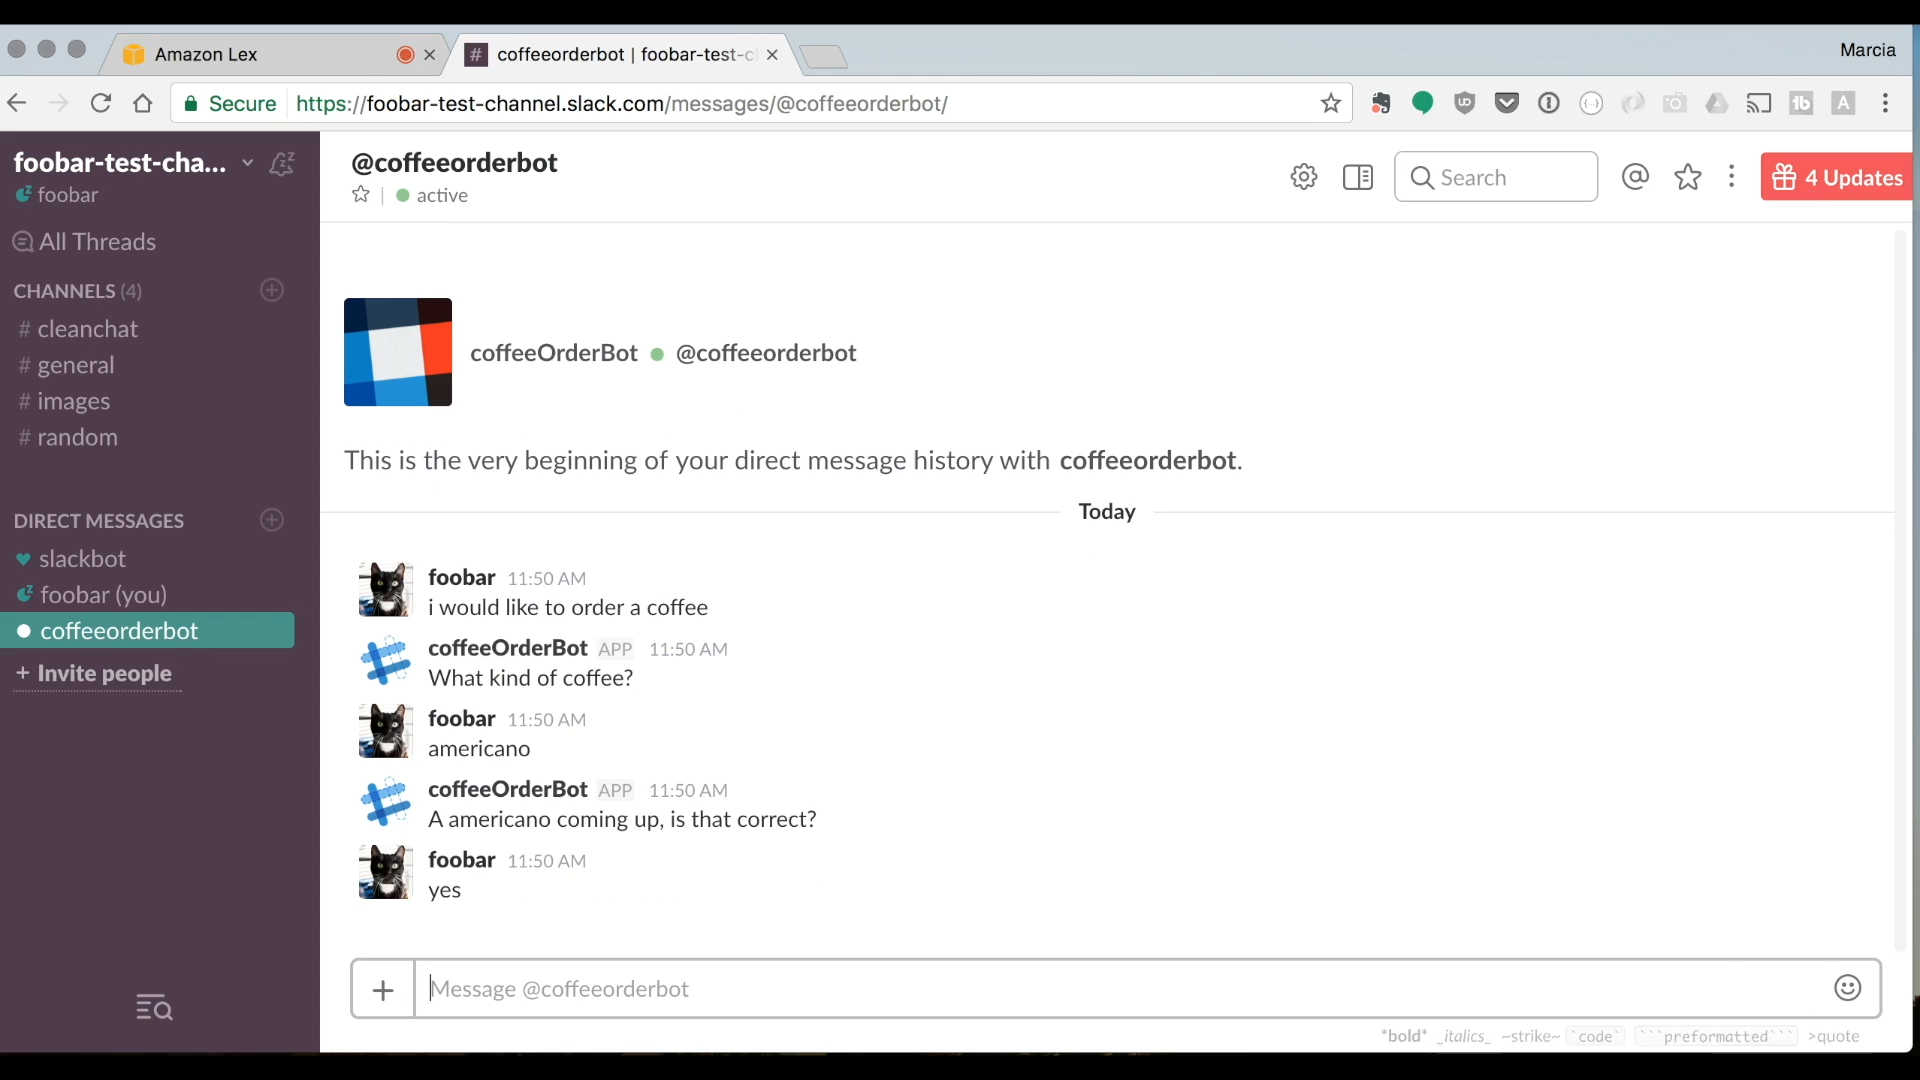 Amazon Lex
coffeeorderbot | foobar-test-c
Marcia
Secure https://foobar-test-channel.slack.com/messages/@coffeeorderbot/
foobar-test-cha...
foobar
All Threads
CHANNELS (4)
# cleanchat
# general
# images
# random
DIRECT MESSAGES
slackbot
foobar (you)
coffeeorderbot
+ Invite people
@coffeeorderbot
active
Search
4 Updates
coffeeOrderBot @coffeeorderbot
This is the very beginning of your direct message history with coffeeorderbot.
Today
foobar 11:50 AM
i would like to order a coffee
coffeeOrderBot APP 11:50 AM
What kind of coffee?
foobar 11:50 AM
americano
coffeeOrderBot APP 11:50 AM
A americano coming up, is that correct?
foobar 11:50 AM
yes
Message @coffeeorderbot
*bold* _italics_ ~strike~ `code` ```preformatted``` >quote